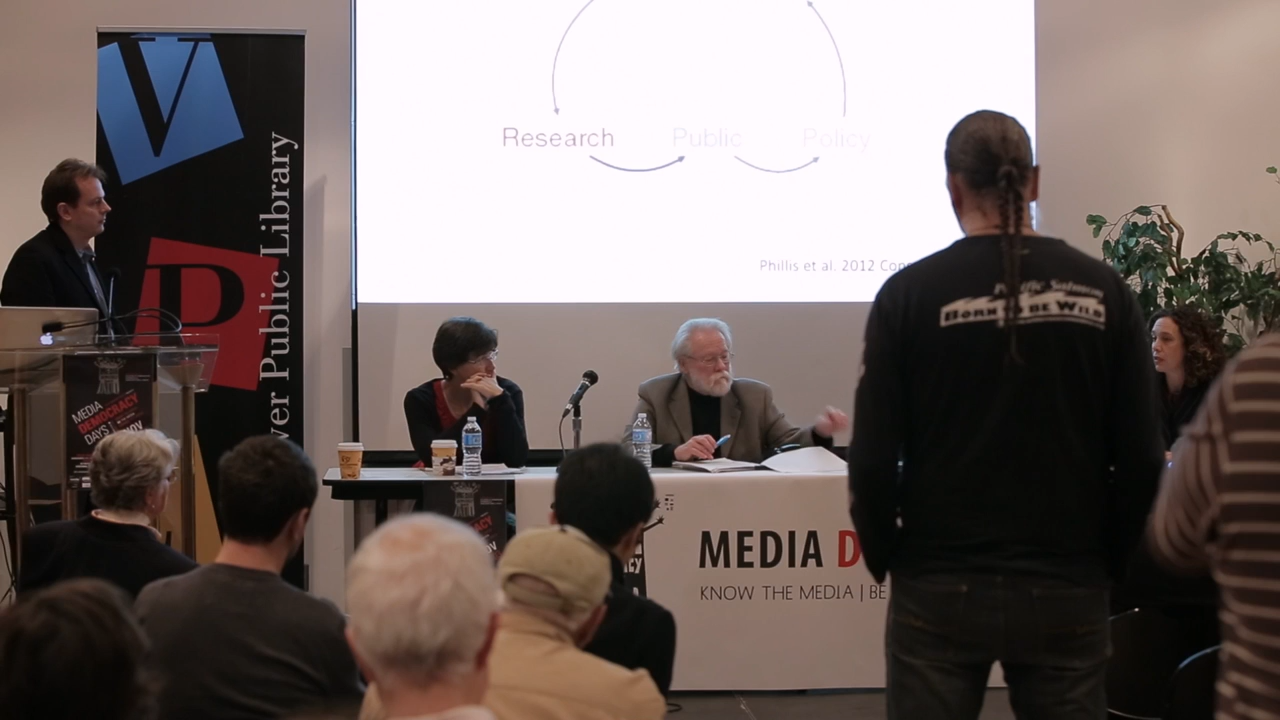 V
P
ver Public Library
Research Public Policy
Phillis et al. 2012
Pacific Salmon
BORN TO BE WILD
MEDIA
DEMOCRACY
DAYS
NOV
MEDIA D
KNOW THE MEDIA | BE